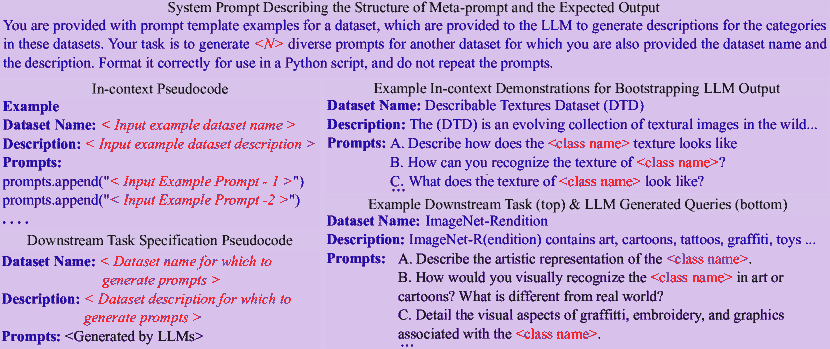 System Prompt Describing the Structure of Meta-prompt and the Expected Output
You are provided with prompt template examples for a dataset, which are provided to the LLM to generate descriptions for the categories
in these datasets. Your task is to generate <N> diverse prompts for another dataset for which you are also provided the dataset name and
the description. Format it correctly for use in a Python script, and do not repeat the prompts.
In-context Pseudocode
Example
Dataset Name: < Input example dataset name >
Description: < Input example dataset description >
Prompts:
prompts.append("< Input Example Prompt - 1 >")
prompts.append("< Input Example Prompt -2 >")
. . . .
Downstream Task Specification Pseudocode
Dataset Name: < Dataset name for which to
generate prompts >
Description: < Dataset description for which to
generate prompts >
Prompts: <Generated by LLMs>
Example In-context Demonstrations for Bootstrapping LLM Output
Dataset Name: Describable Textures Dataset (DTD)
Description: The (DTD) is an evolving collection of textural images in the wild...
Prompts: A. Describe how does the <class name> texture looks like
B. How can you recognize the texture of <class name>?
C. What does the texture of <class name> look like?
...
Example Downstream Task (top) & LLM Generated Queries (bottom)
Dataset Name: ImageNet-Rendition
Description: ImageNet-R(endition) contains art, cartoons, tattoos, graffiti, toys ...
Prompts: A. Describe the artistic representation of the <class name>.
B. How would you visually recognize the <class name> in art or
cartoons? What is different from real world?
C. Detail the visual aspects of graffiti, embroidery, and graphics
associated with the <class name>.
...